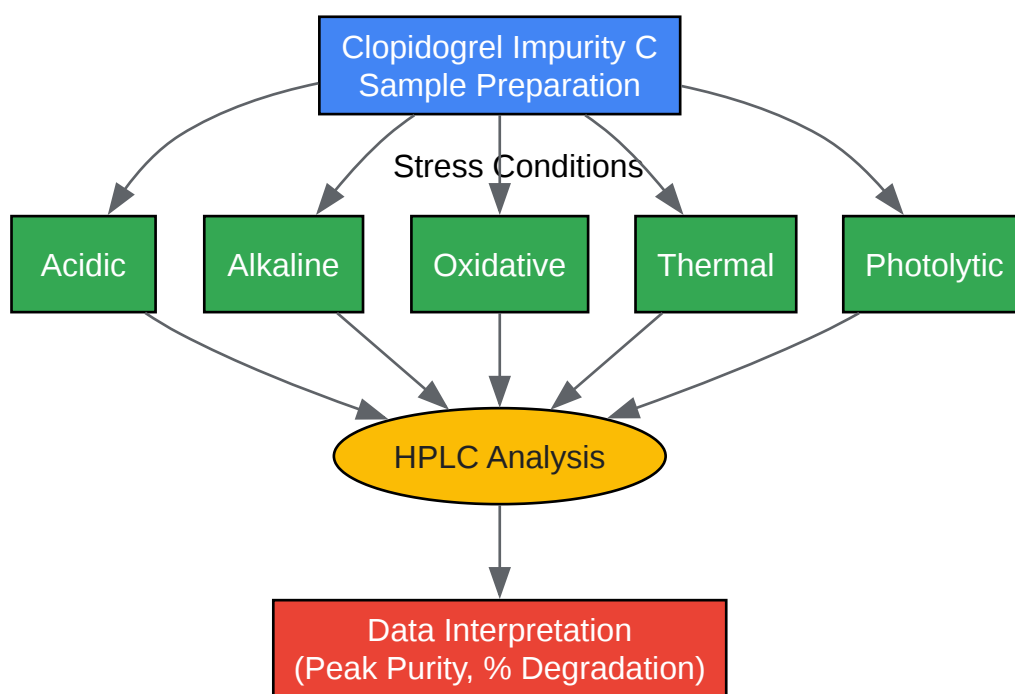 Clopidogrel Impurity C
Sample Preparation
Stress Conditions
Acidic
Alkaline
Oxidative
Thermal
Photolytic
HPLC Analysis
Data Interpretation
(Peak Purity, % Degradation)